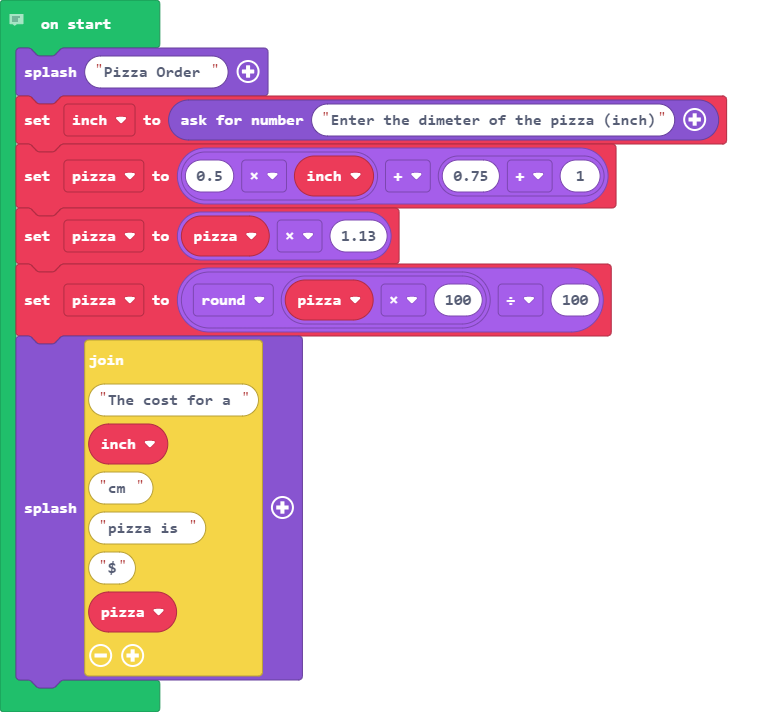 on start
splash "Pizza Order "
set inch to ask for number "Enter the dimeter of the pizza (inch)"
set pizza to 0.5 × inch + 0.75 + 1
set pizza to pizza × 1.13
set pizza to round pizza × 100 ÷ 100
join
"The cost for a "
inch
"cm "
splash
"pizza is "
"$"
pizza